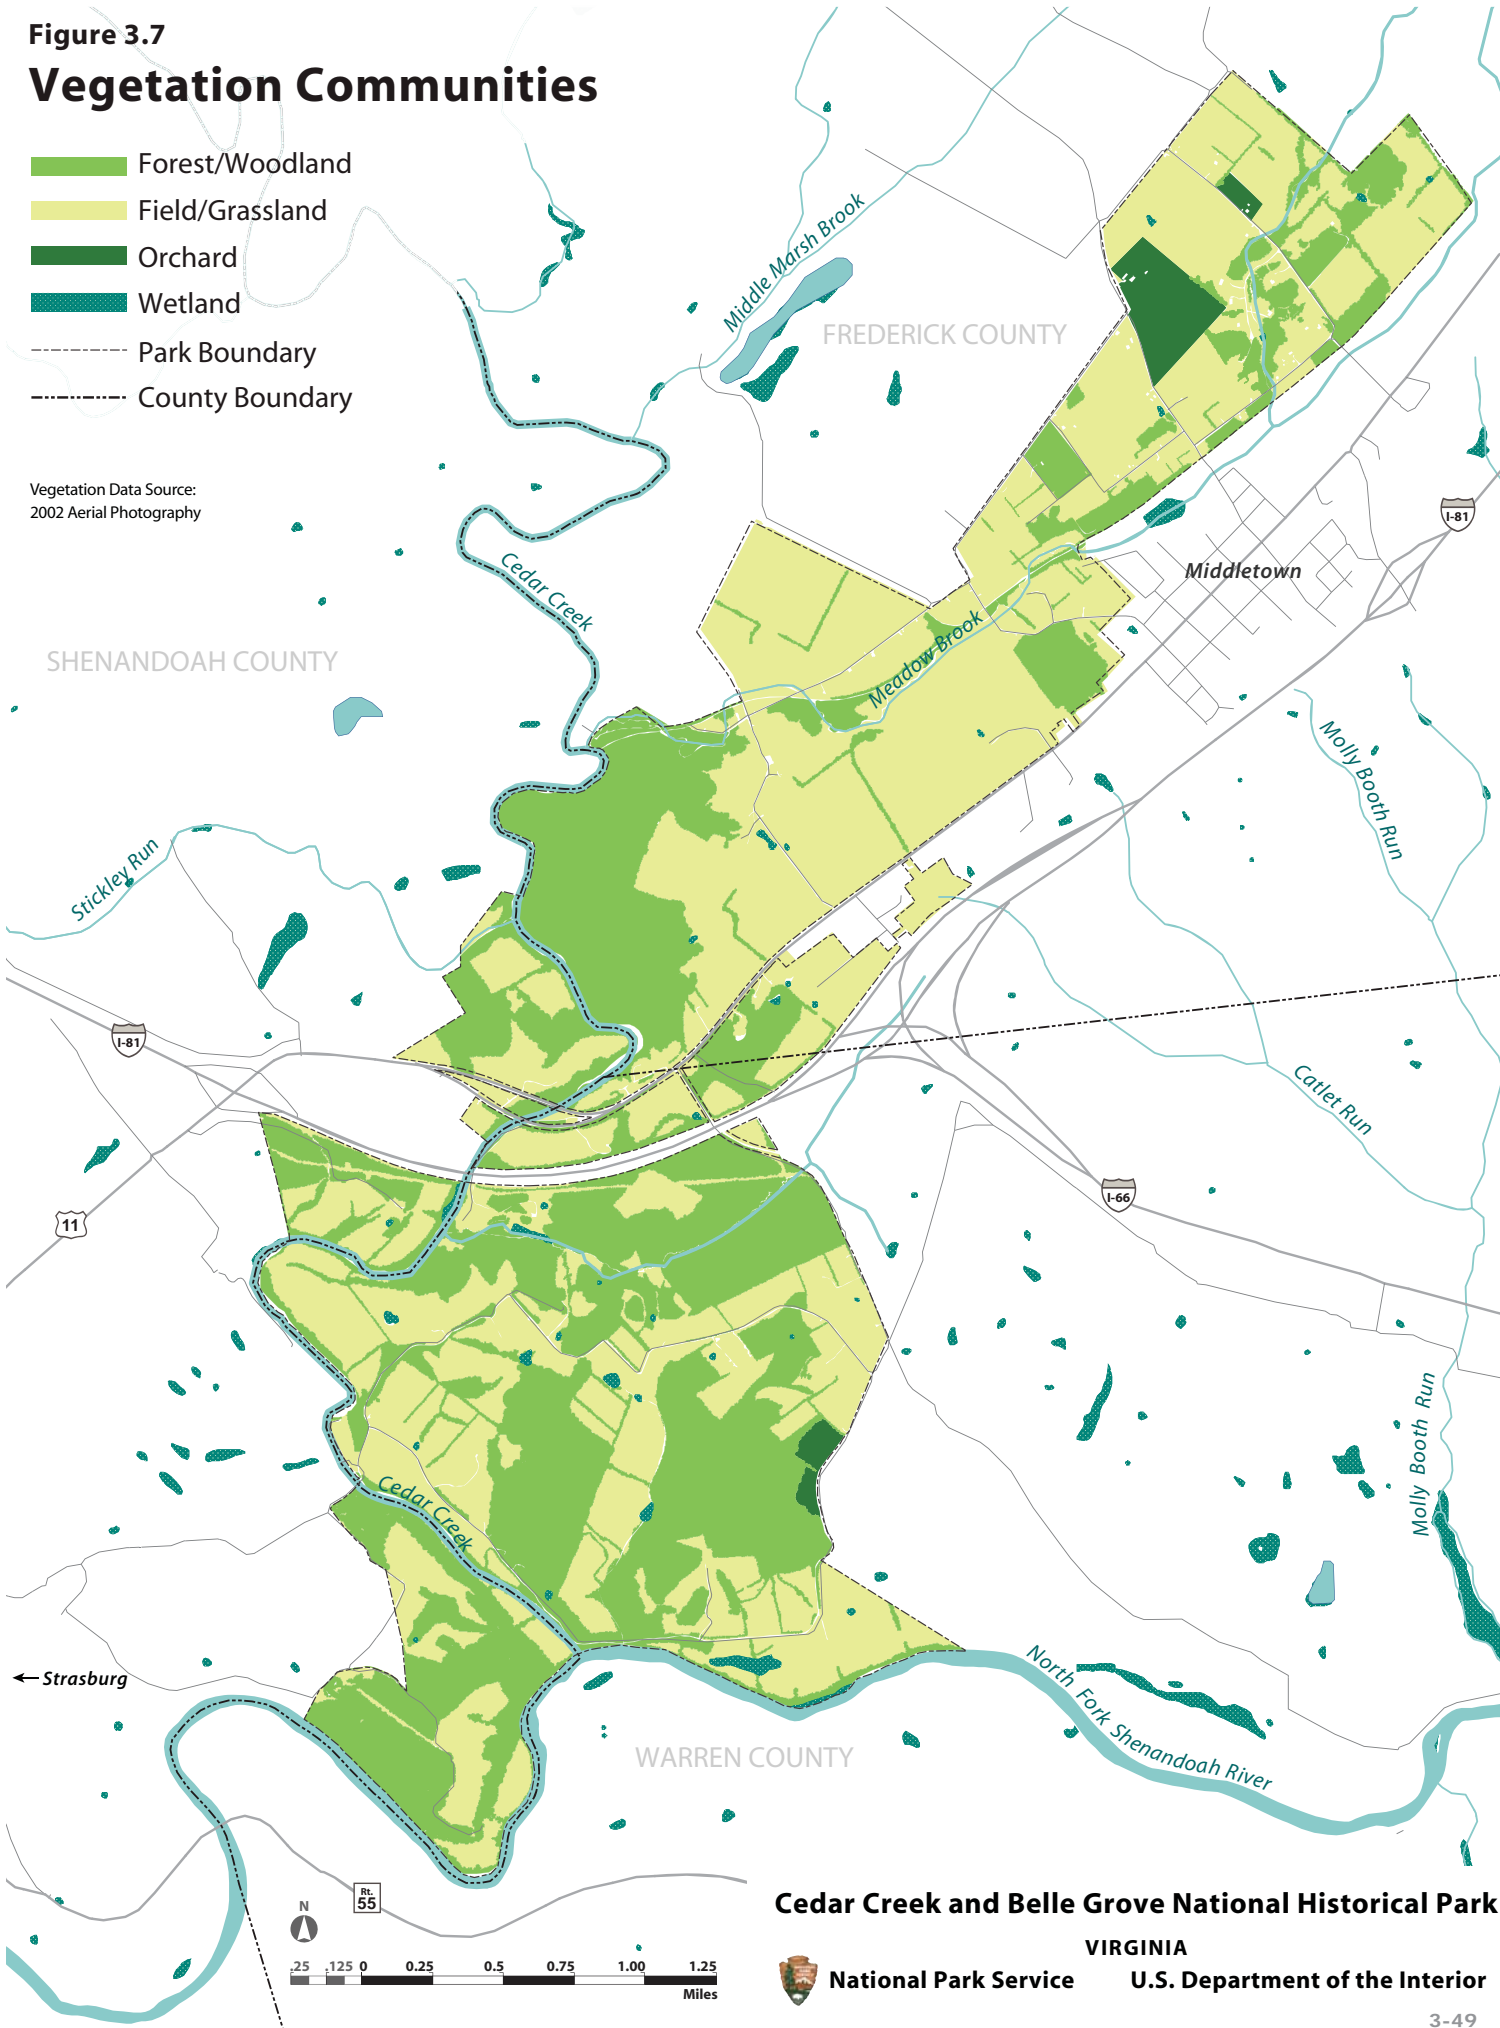 Figure 3.7
Vegetation Communities
Forest/Woodland
Field/Grassland
Orchard
Wetland
Park Boundary
County Boundary
Vegetation Data Source:
2002 Aerial Photography
Middle Marsh Brook
FREDERICK COUNTY
I-81
Middletown
Cedar Creek
SHENANDOAH COUNTY
Meadow Brook
Molly Booth Run
Stickley Run
I-81
Catlet Run
I-66
11
Molly Booth Run
Cedar Creek
Strasburg
North Fork Shenandoah River
WARREN COUNTY
Rt.
55
N
.25 .125 0 0.25 0.5 0.75 1.00 1.25
Miles
Cedar Creek and Belle Grove National Historical Park
VIRGINIA
National Park Service U.S. Department of the Interior
3-49